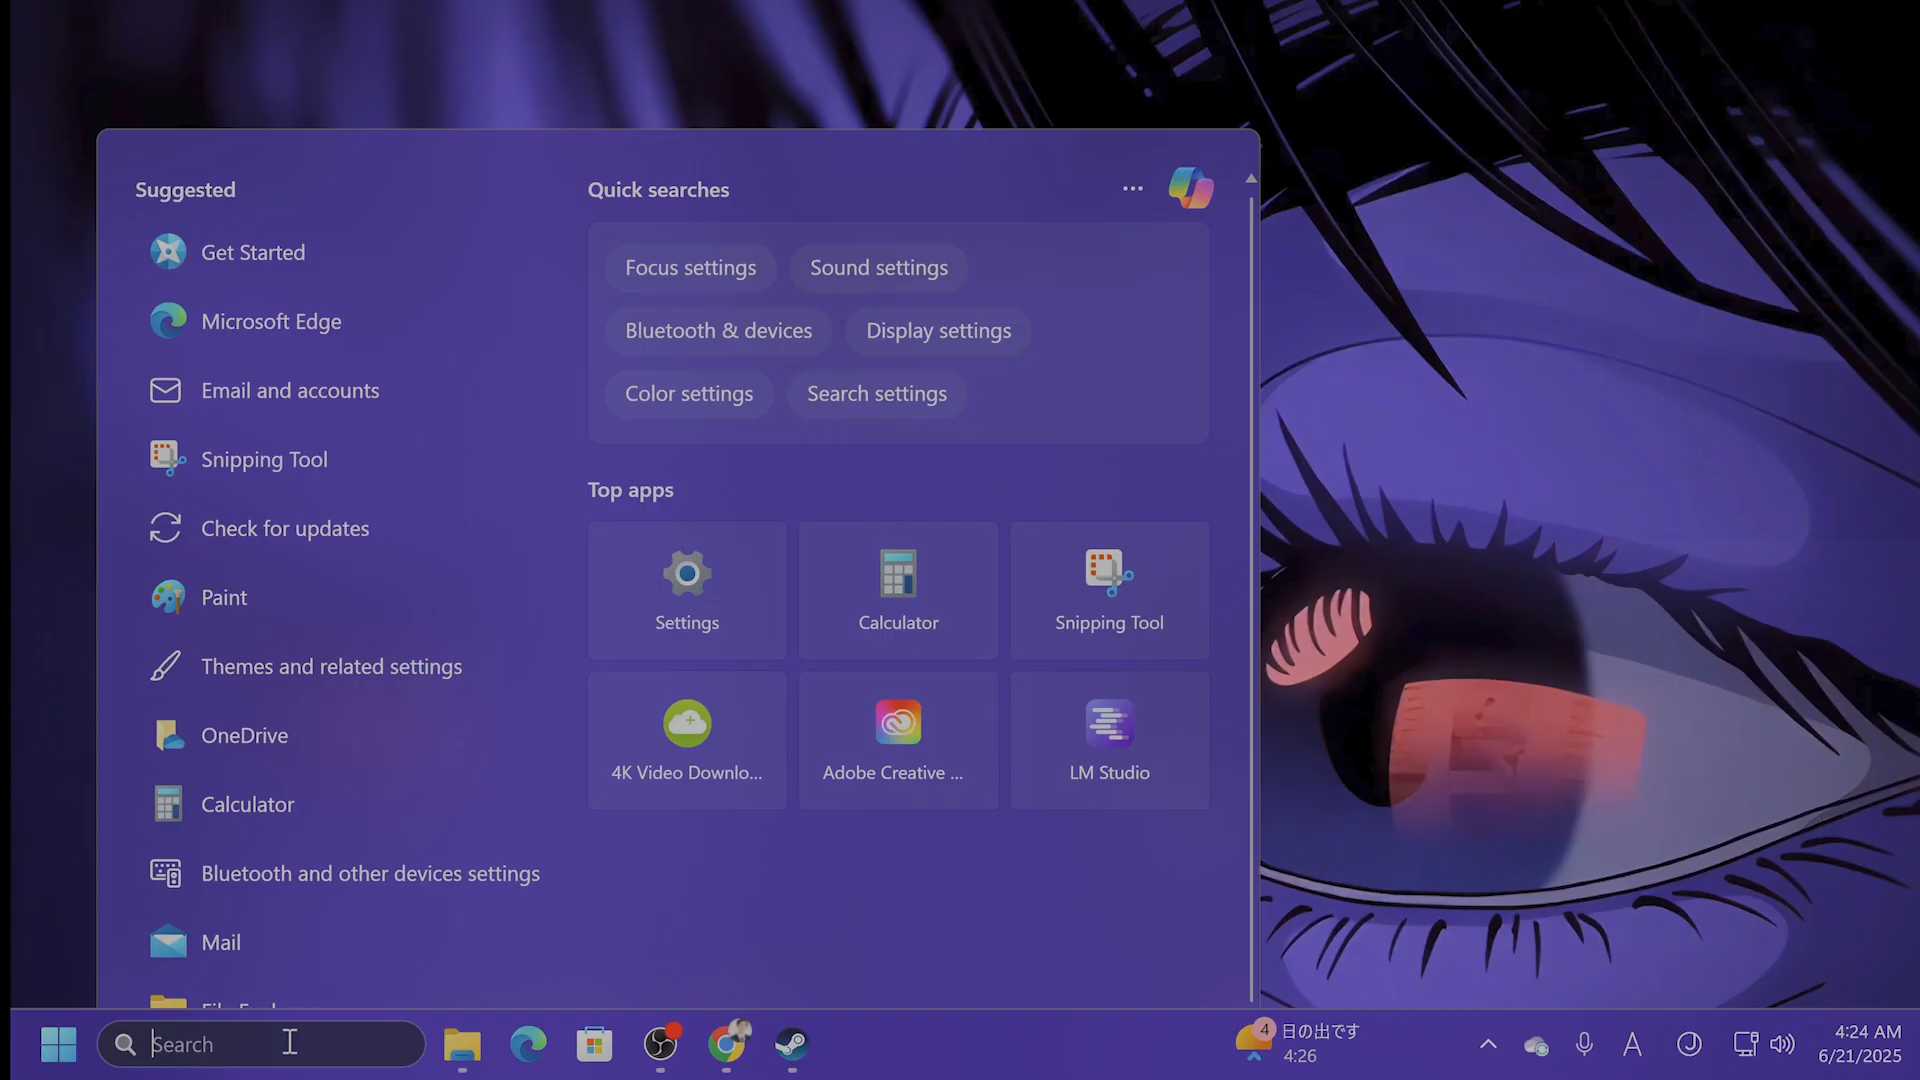 Suggested
Get Started
Microsoft Edge
Email and accounts
Snipping Tool
Check for updates
Paint
Themes and related settings
OneDrive
Calculator
Bluetooth and other devices settings
Mail
Quick searches
Focus settings
Sound settings
Bluetooth & devices
Display settings
Color settings
Search settings
Top apps
Settings
Calculator
Snipping Tool
4K Video Downlo...
Adobe Creative ...
LM Studio
Search
4
日の出です
4:26
A
J
4:24 AM
6/21/2025